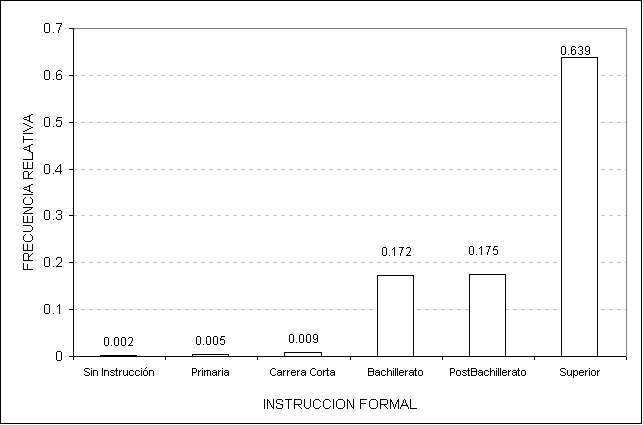 FRECUENCIA RELATIVA
0.7
0.6
0.5
0.4
0.3
0.2
0.1
0
0.002
0.005
0.009
0.172
0.175
0.639
Sin Instrucción
Primaria
Carrera Corta
Bachillerato
PostBachillerato
Superior
INSTRUCCION FORMAL